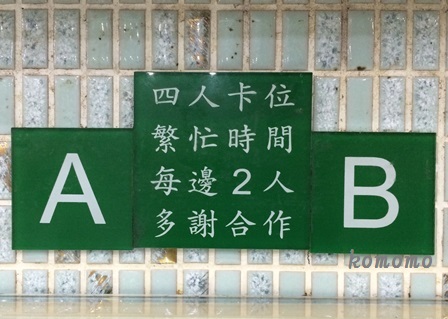 A
四人卡位
繁忙時間
每邊2人
多謝合作
B
komomo